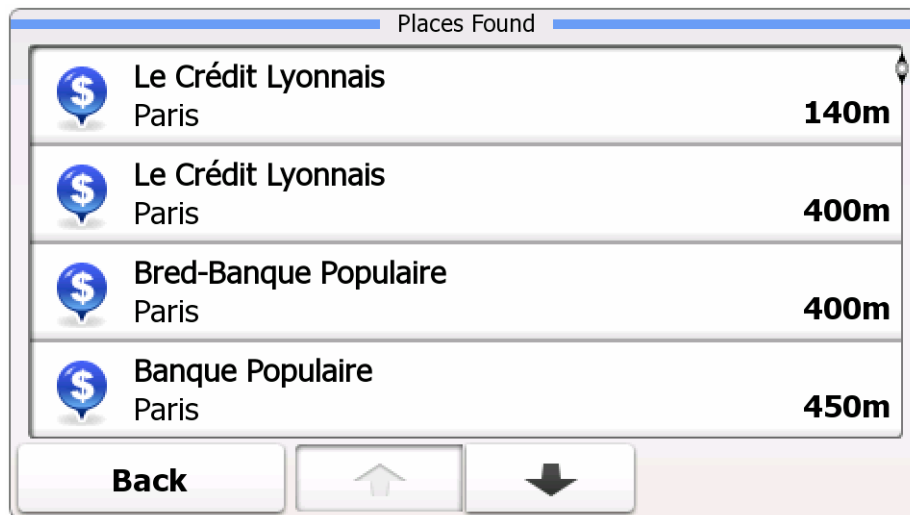 Places Found
Le Crédit Lyonnais
Paris
140m
Le Crédit Lyonnais
Paris
400m
Bred-Banque Populaire
Paris
400m
Banque Populaire
Paris
450m
Back